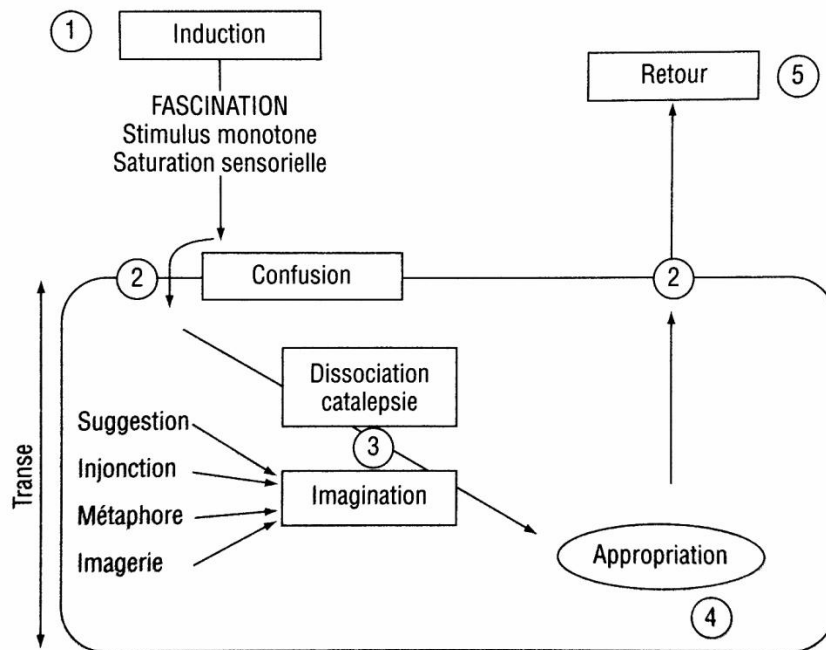 1
Induction
FASCINATION
Stimulus monotone
Saturation sensorielle
Retour
5
2
Confusion
2
Dissociation
catalepsie
3
Imagination
Suggestion
Injonction
Métaphore
Imagerie
Transe
Appropriation
4